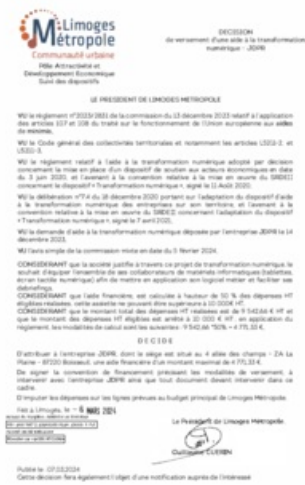 Limoges
Métropole
Communauté urbaine
Pôle Attractivité et
Développement Economique
Suivi des dispositifs
DECISION
de versement d'une aide à la transformation
numérique - JDPR
LE PRESIDENT DE LIMOGES METROPOLE
VU le règlement n°2023/2831 de la commission du 13 décembre 2023 relatif à l'application
des articles 107 et 108 du traité sur le fonctionnement de l'Union européenne aux aides
de minimis,
VU le Code général des collectivités territoriales et notamment les articles
VU le règlement relatif à l'aide à la transformation numérique adopté par décision
concernant la mise en place d'un dispositif de soutien aux acteurs économiques en date
du 3 juin 2020, et l'avenant à la convention relative à la mise en œuvre du SRDEII
concernant le dispositif « Transformation numérique », signé le 11 Août 2020.
VU la délibération n°7.4 du 18 décembre 2020 portant sur l'adaptation du dispositif d'aide
à la transformation numérique des entreprises sur son territoire, et l'avenant à la
convention relative à la mise en œuvre du SRDEII concernant l'adaptation du dispositif
« Transformation numérique », signé le 7 avril 2021,
VU la demande d'aide à la transformation numérique déposée par l'entreprise JDPR le 14
décembre 2023,
VU l'avis simple de la commission mixte en date du 5 février 2024,
CONSIDERANT que la société justifie à travers ce projet de transformation numérique, le
souhait d'équiper l'ensemble de ses collaborateurs de matériels informatiques (tablettes,
écran tactile numérique) afin de mettre en application son logiciel métier et faciliter ses
débriefings.
CONSIDERANT que l'aide financière, est calculée à hauteur de 50 % des dépenses HT
éligibles réalisées, cette assiette ne pouvant être supérieure à 10 000€ HT.
CONSIDERANT que le montant total des dépenses HT réalisées est de 9 542,66 € HT et
que le montant des dépenses HT éligibles est arrêté à 10 000 € HT, en application du
règlement, les modalités de calcul sont les suivantes : 9 542,66 *50% = 4 771,33 €,
DECIDE
D'attribuer à l'entreprise JDPR, dont le siège est situé au 4 allée des champs - ZA La
Plaine - 87220 Boisseuil, une aide financière d'un montant maximal de 4 771,33 €.
De signer la convention de financement précisant les modalités de versement, à
intervenir avec l'entreprise JDPR ainsi que tout document devant intervenir dans ce
cadre.
D'imputer les dépenses sur les lignes prévues au budget principal de Limoges Métropole.
Fait à Limoges, le - 6 MARS 2024
Le Président de Limoges Métropole,
Guillaume GUERIN
Publié le 07.03.2024
Cette décision fera également l'objet d'une notification auprès de l'intéressé